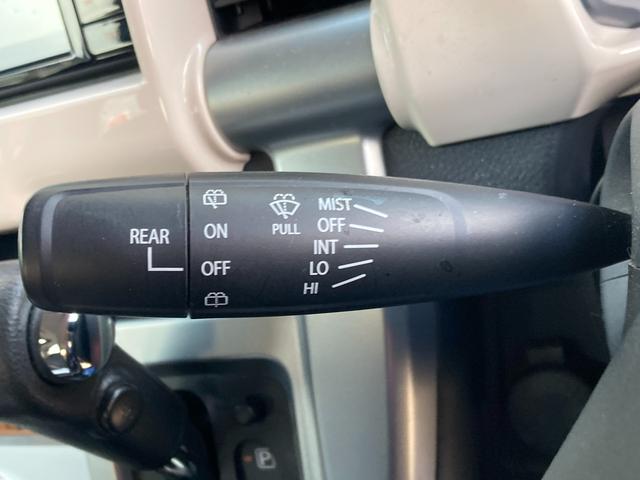 REAR
ON
OFF
PULL
MIST
OFF
INT
LO
HI
P